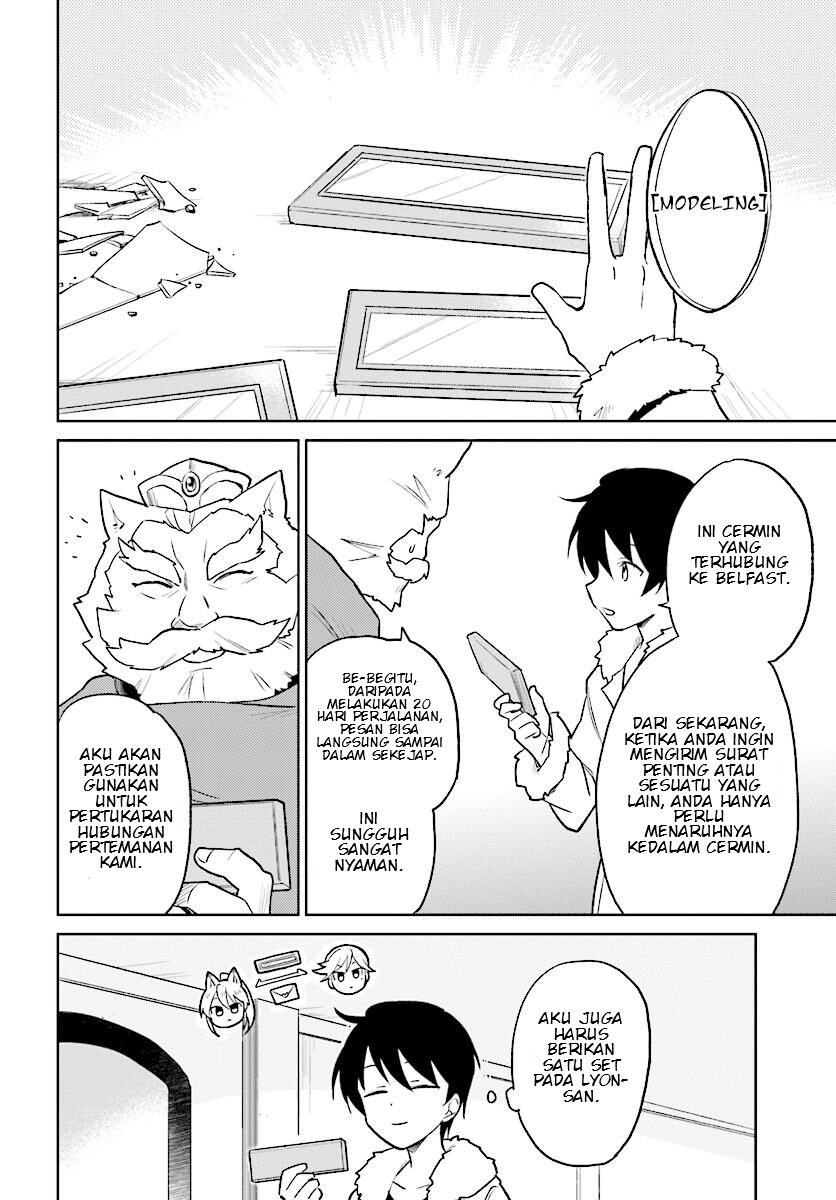 [MODELING]
INI CERMIN
YANG
TERHUBUNG
KE BELFAST.
DARI SEKARANG,
KETIKA ANDA INGIN
MENGIRIM SURAT
PENTING ATAU
SESUATU YANG
LAIN, ANDA HANYA
PERLU
MENARUHNYA
KEDALAM CERMIN.
BE-BEGITU,
DARIPADA
MELAKUKAN 20
HARI PERJALANAN,
PESAN BISA
LANGSUNG SAMPAI
DALAM SEKEJAP.
INI
SUNGGUH
SANGAT
NYAMAN.
AKU AKAN
PASTIKAN
GUNAKAN
UNTUK
PERTUKARAN
HUBUNGAN
PERTEMANAN
KAMI.
AKU JUGA
HARUS
BERIKAN
SATU SET
PADA LYON-
SAN.